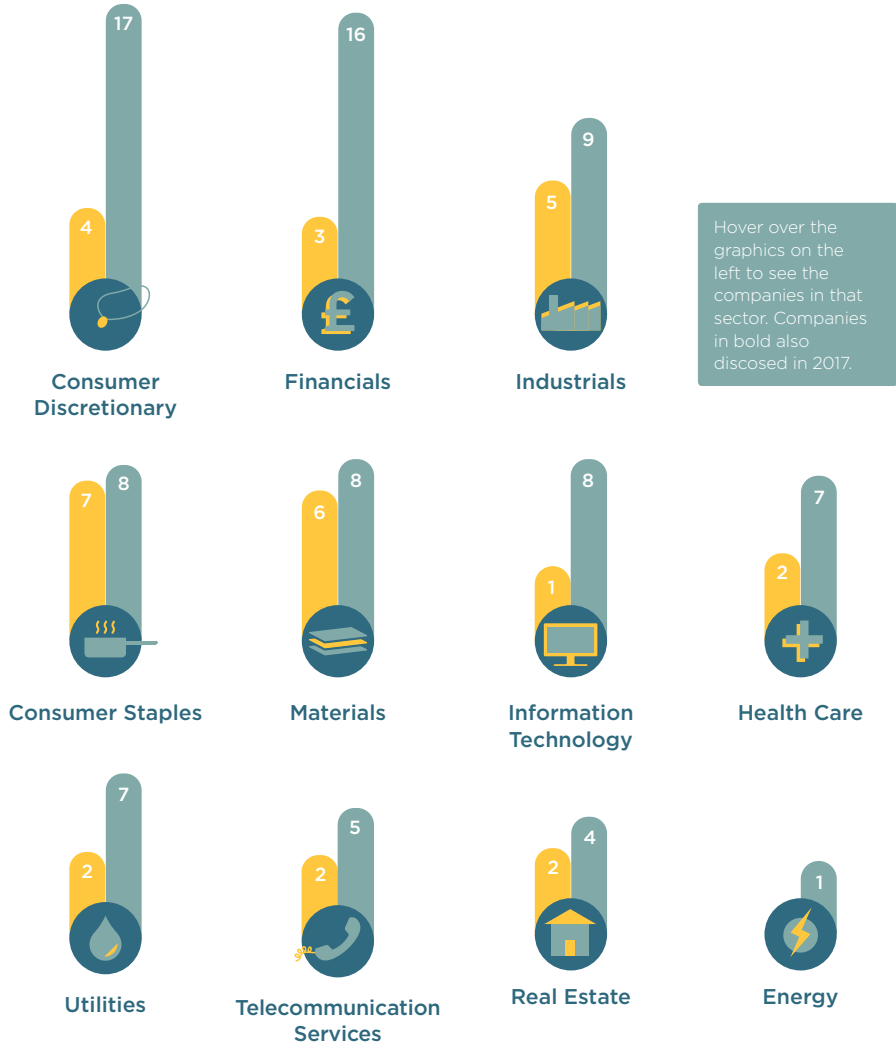 17
16
9
4
3
5
Hover over the
graphics on the
left to see the
companies in that
sector. Companies
in bold also
discosed in 2017.
£
Consumer
Discretionary
Financials
Industrials
7
8
6
8
1
8
2
7
Consumer Staples
Materials
Information
Technology
Health Care
2
7
2
5
2
4
1
Utilities
Telecommunication
Services
Real Estate
Energy